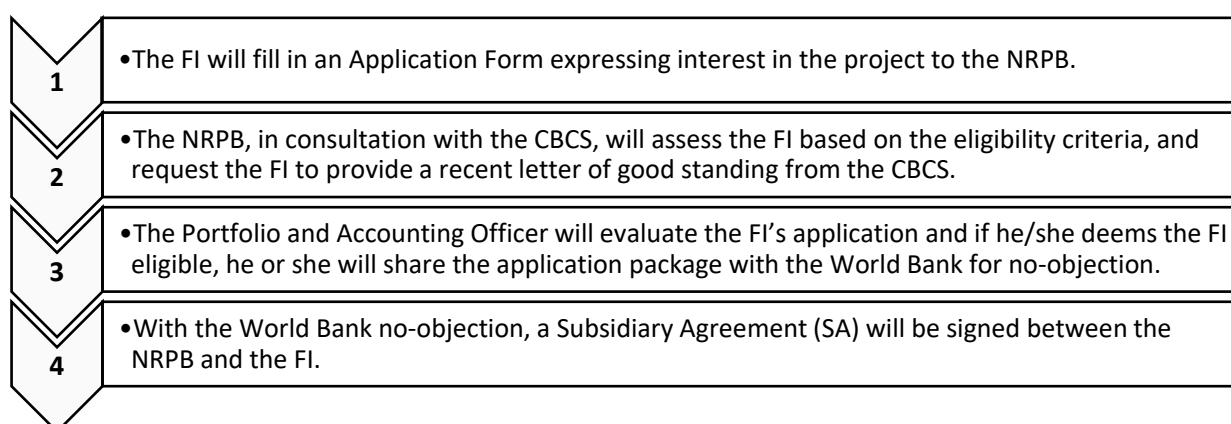 1
•The FI will fill in an Application Form expressing interest in the project to the NRPB.
2
•The NRPB, in consultation with the CBCS, will assess the FI based on the eligibility criteria, and
request the FI to provide a recent letter of good standing from the CBCS.
3
•The Portfolio and Accounting Officer will evaluate the FI’s application and if he/she deems the FI
eligible, he or she will share the application package with the World Bank for no-objection.
4
•With the World Bank no-objection, a Subsidiary Agreement (SA) will be signed between the
NRPB and the FI.